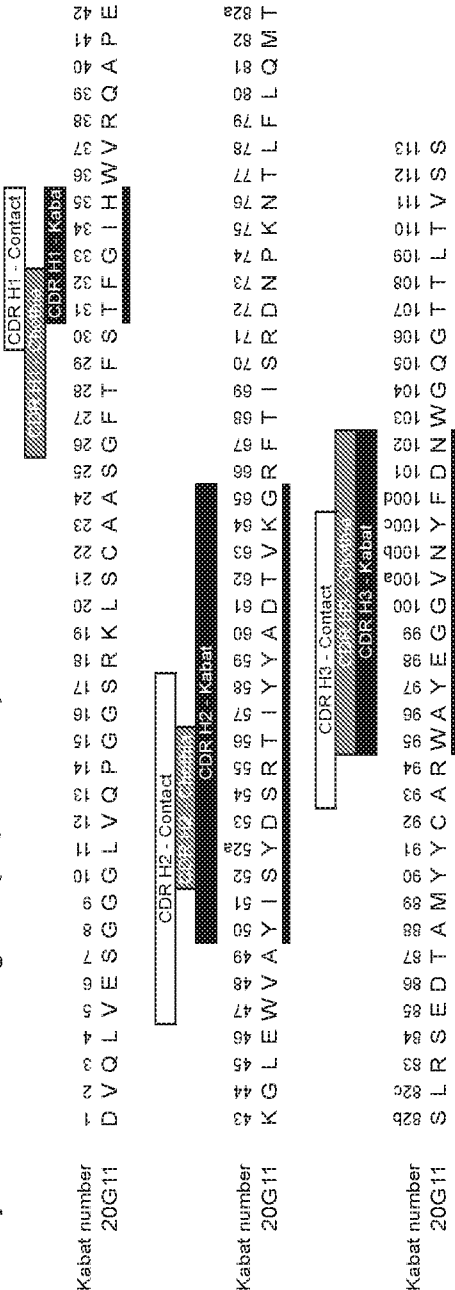 CDR H1 - Contact
CDR H1 - Kabat
Kabat number 1 2 3 4 5 6 7 8 9 10 11 12 13 14 15 16 17 18 19 20 21 22 23 24 25 26 27 28 29 30 31 32 33 34 35 36 37 38 39 40 41 42
20G11 D V Q L V E S G G G L V Q P G G S R K L S C A A S G F T F S T F G I H W V R Q A P E
CDR H2 - Contact
CDR H2 - Kabat
Kabat number 43 44 45 46 47 48 49 50 51 52 52a 53 54 55 56 57 58 59 60 61 62 63 64 65 66 67 68 69 70 71 72 73 74 75 76 77 78 79 80 81 82 82a
20G11 K G L E W V A Y I S Y D S R T I Y Y A D T V K G R F T I S R D N P K N T L F L Q M T
CDR H3 - Contact
CDR H3 - Kabat
Kabat number 82b 82c 83 84 85 86 87 88 89 90 91 92 93 94 95 96 97 98 99 100 100a 100b 100c 100d 101 102 103 104 105 106 107 108 109 110 111 112 113
20G11 S L R S E D T A M Y Y C A R W A Y E G G V N Y F D N W G Q G T T L T V S S